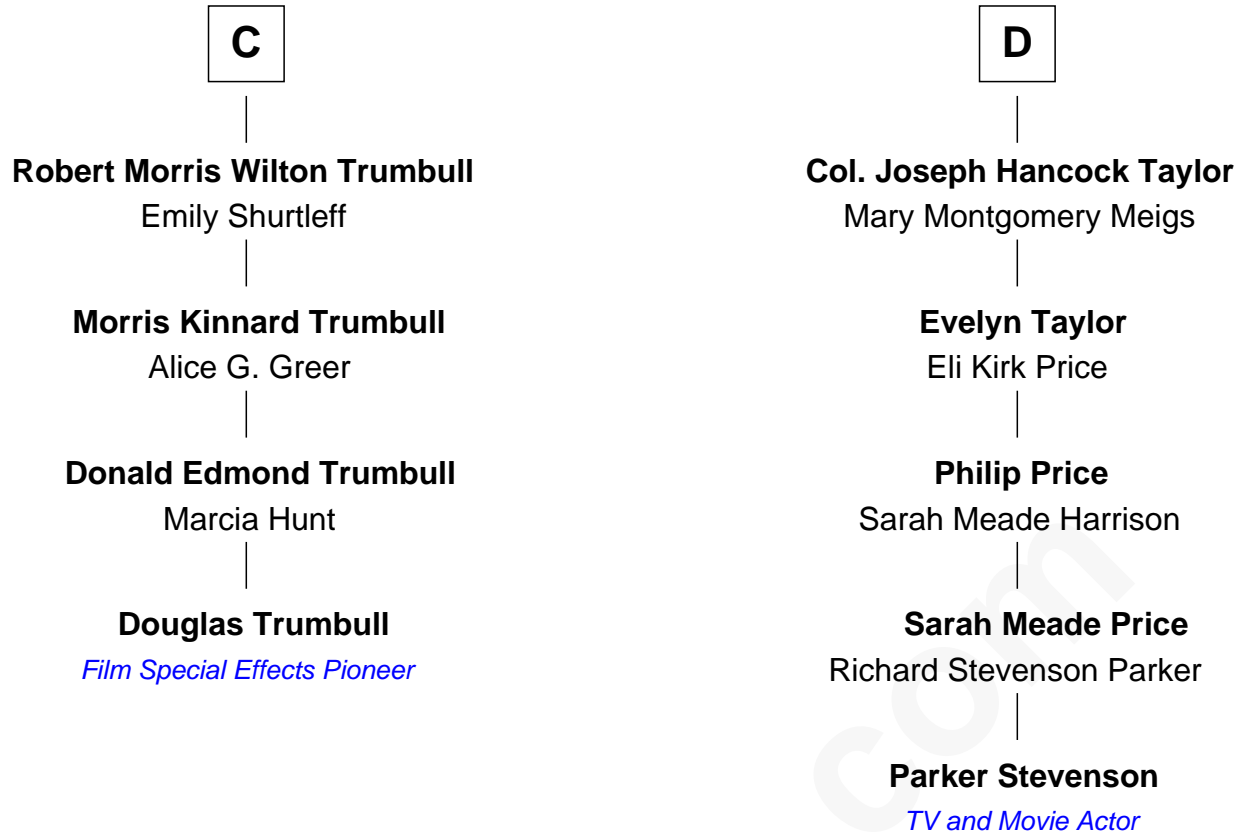 C
Robert Morris Wilton Trumbull
Emily Shurtleff
Morris Kinnard Trumbull
Alice G. Greer
Donald Edmond Trumbull
Marcia Hunt
Douglas Trumbull
Film Special Effects Pioneer
D
Col. Joseph Hancock Taylor
Mary Montgomery Meigs
Evelyn Taylor
Eli Kirk Price
Philip Price
Sarah Meade Harrison
Sarah Meade Price
Richard Stevenson Parker
Parker Stevenson
TV and Movie Actor
com